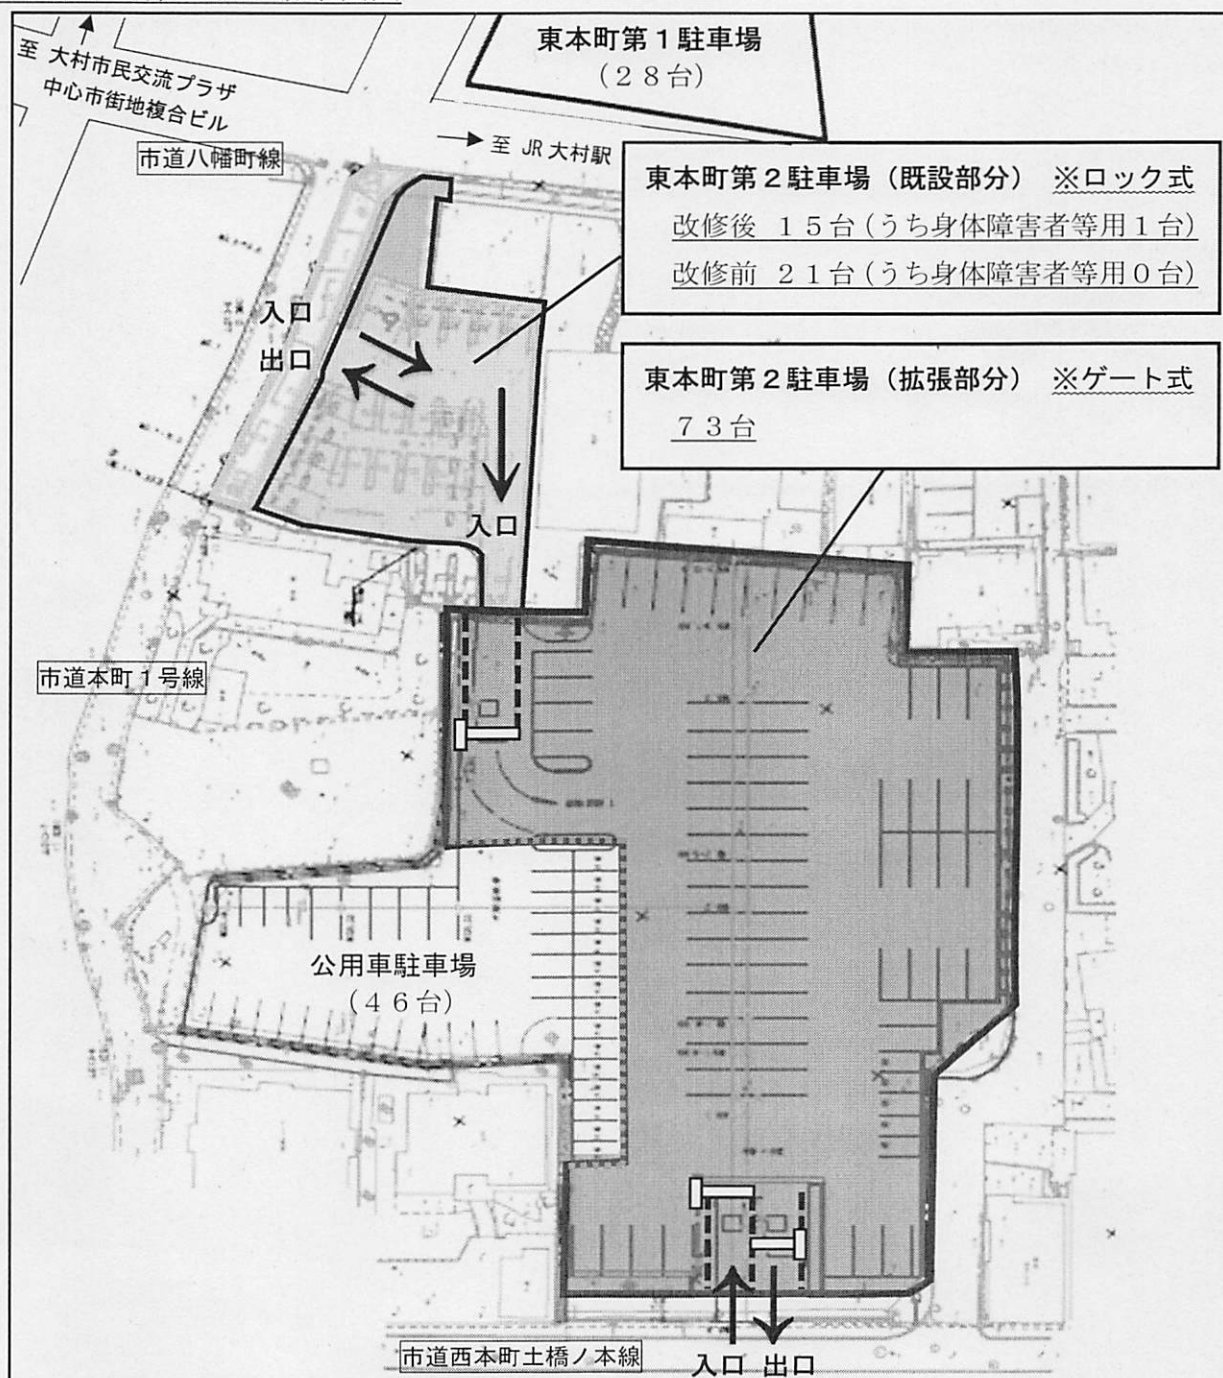 東本町第1駐車場
(28台)
至 大村市民交流プラザ
中心市街地複合ビル
至 JR大村駅
市道八幡町線
東本町第2駐車場(既設部分) ※ロック式
改修後 15台(うち身体障害者等用1台)
改修前 21台(うち身体障害者等用0台)
入口
出口
東本町第2駐車場(拡張部分) ※ゲート式
73台
入口
市道本町1号線
公用車駐車場
(46台)
市道西本町土橋ノ本線
入口 出口